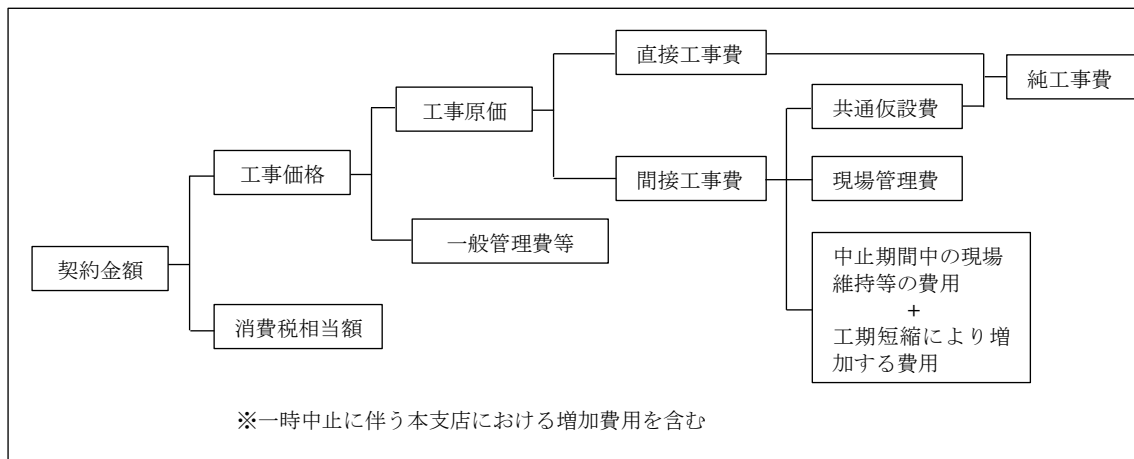 直接工事費
純工事費
工事原価
共通仮設費
工事価格
間接工事費
現場管理費
一般管理費等
契約金額
中止期間中の現場
維持等の費用
+
工期短縮により増
加する費用
消費税相当額
※一時中止に伴う本支店における増加費用を含む